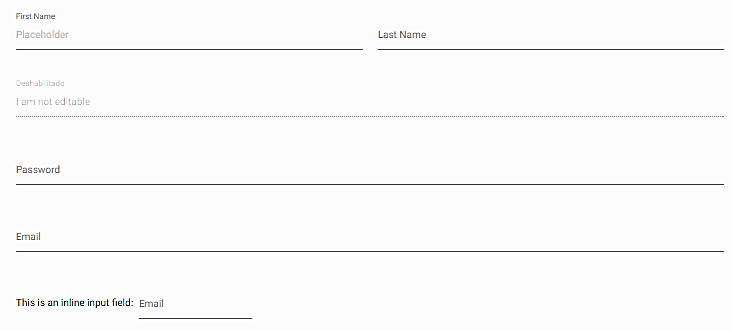 First Name
Placeholder
Last Name
Deshabilitado
I am not editable
Password
Email
This is an inline input field: Email